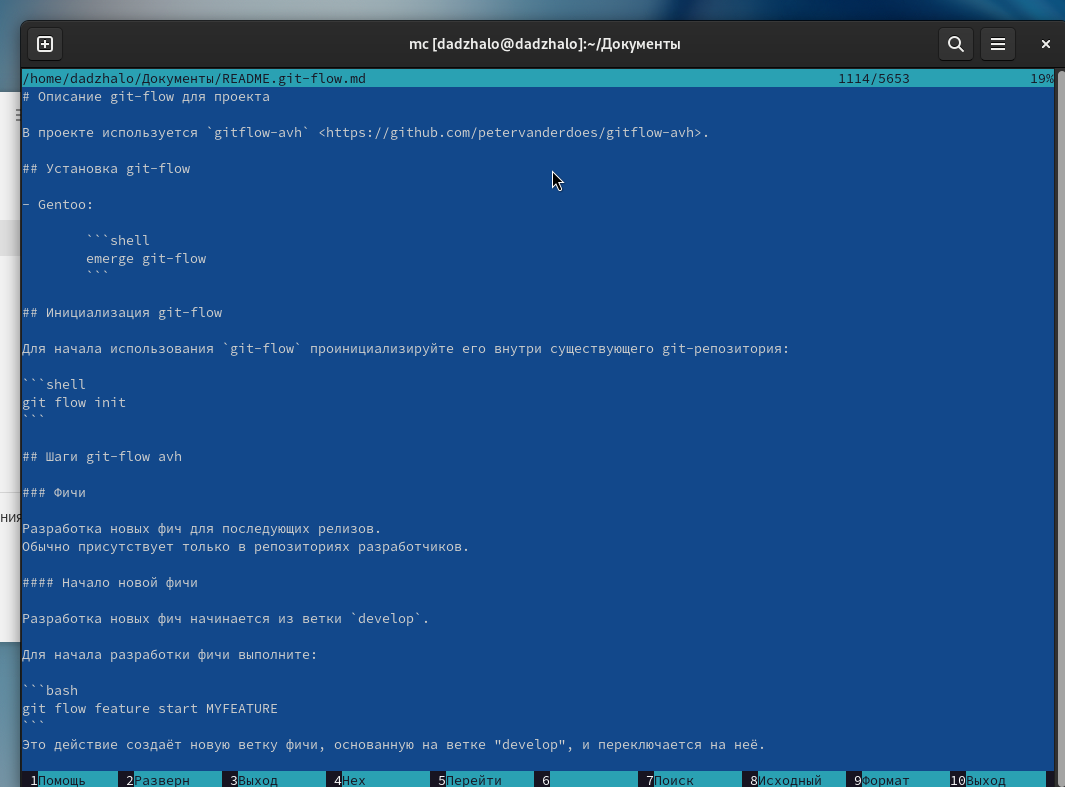 mc [dadzhalo@dadzhalo]:~/Документы
/home/dadzhalo/Документы/README.git-flow.md 1114/5653 19%
# Описание git-flow для проекта
В проекте используется `gitflow-avh` <https://github.com/petervanderdoes/gitflow-avh>.
## Установка git-flow
- Gentoo:
```shell
emerge git-flow
```
## Инициализация git-flow
Для начала использования `git-flow` проинициализируйте его внутри существующего git-репозитория:
```shell
git flow init
```
## Шаги git-flow avh
### Фичи
Разработка новых фич для последующих релизов.
Обычно присутствует только в репозиториях разработчиков.
#### Начало новой фичи
Разработка новых фич начинается из ветки `develop`.
Для начала разработки фичи выполните:
```bash
git flow feature start MYFEATURE
```
Это действие создаёт новую ветку фичи, основанную на ветке "develop", и переключается на неё.
1Помощь 2Разверн 3Выход 4Hex 5Перейти 6 7Поиск 8Исходный 9Формат 10Выход